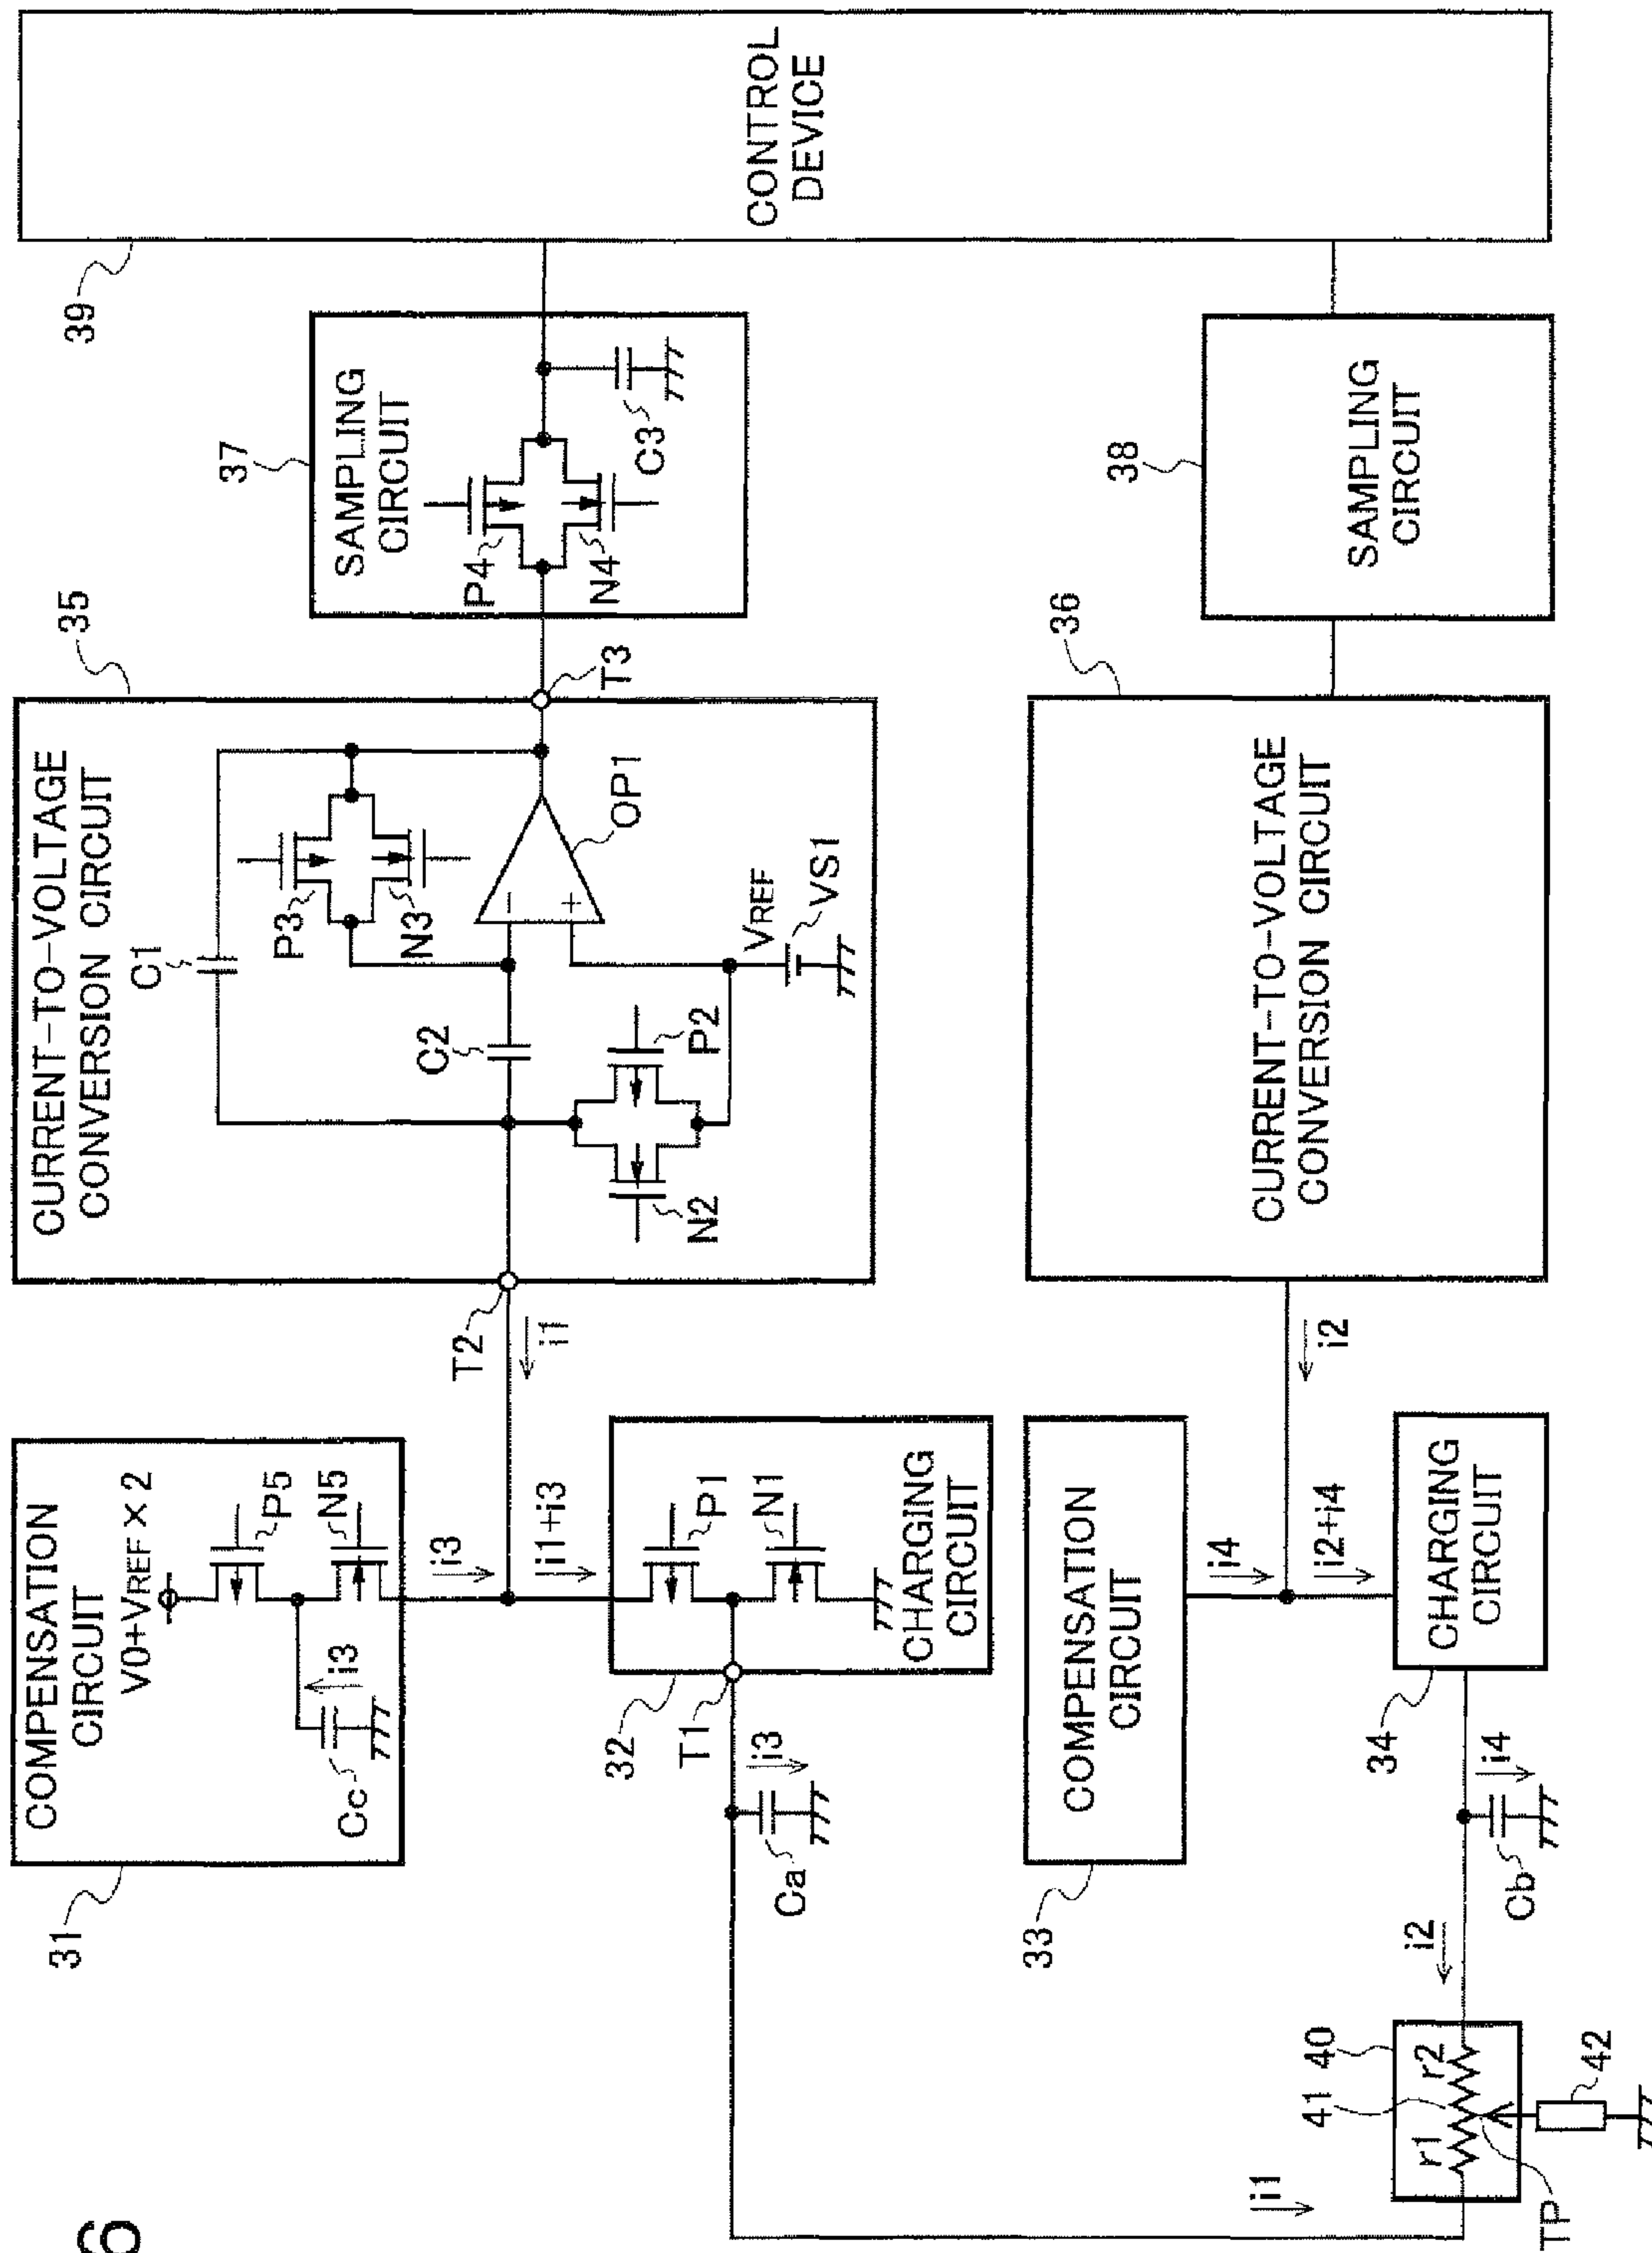 6
COMPENSATION
CIRCUIT
V0+VREF×2
P5
N5
Cc
i3
31
i3
i1+i3
i1
T2
CURRENT-TO-VOLTAGE
CONVERSION CIRCUIT
35
C1
P3
N3
C2
OP1
−
+
N2
P2
VREF
VS1
T3
SAMPLING
CIRCUIT
37
P4
N4
C3
39
CONTROL
DEVICE
32
T1
P1
N1
CHARGING
CIRCUIT
Ca
i3
i1
COMPENSATION
CIRCUIT
33
i4
i2+i4
i2
CURRENT-TO-VOLTAGE
CONVERSION CIRCUIT
36
SAMPLING
CIRCUIT
38
CHARGING
CIRCUIT
34
i4
Cb
i2
40
41
r1
r2
42
TP